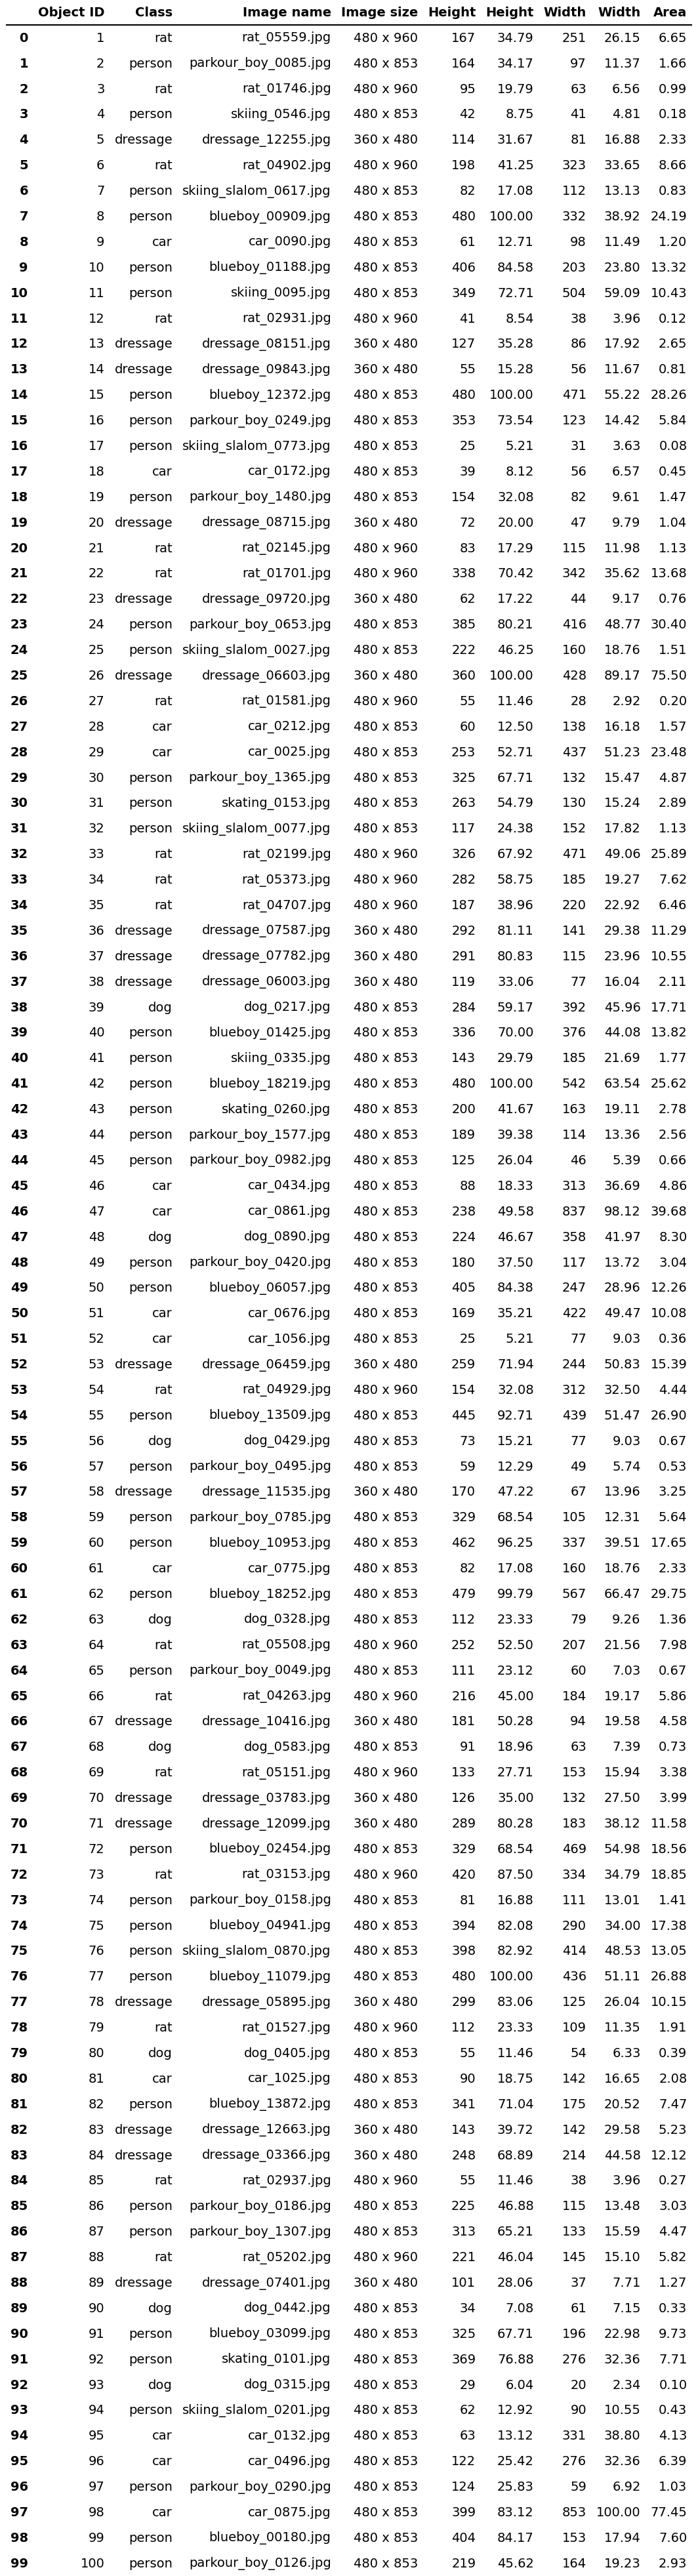 Object ID Class Image name Image size Height Height Width Width Area
0 1 rat rat_05559.jpg 480 x 960 167 34.79 251 26.15 6.65
1 2 person parkour_boy_0085.jpg 480 x 853 164 34.17 97 11.37 1.66
2 3 rat rat_01746.jpg 480 x 960 95 19.79 63 6.56 0.99
3 4 person skiing_0546.jpg 480 x 853 42 8.75 41 4.81 0.18
4 5 dressage dressage_12255.jpg 360 x 480 114 31.67 81 16.88 2.33
5 6 rat rat_04902.jpg 480 x 960 198 41.25 323 33.65 8.66
6 7 person skiing_slalom_0617.jpg 480 x 853 82 17.08 112 13.13 0.83
7 8 person blueboy_00909.jpg 480 x 853 480 100.00 332 38.92 24.19
8 9 car car_0090.jpg 480 x 853 61 12.71 98 11.49 1.20
9 10 person blueboy_01188.jpg 480 x 853 406 84.58 203 23.80 13.32
10 11 person skiing_0095.jpg 480 x 853 349 72.71 504 59.09 10.43
11 12 rat rat_02931.jpg 480 x 960 41 8.54 38 3.96 0.12
12 13 dressage dressage_08151.jpg 360 x 480 127 35.28 86 17.92 2.65
13 14 dressage dressage_09843.jpg 360 x 480 55 15.28 56 11.67 0.81
14 15 person blueboy_12372.jpg 480 x 853 480 100.00 471 55.22 28.26
15 16 person parkour_boy_0249.jpg 480 x 853 353 73.54 123 14.42 5.84
16 17 person skiing_slalom_0773.jpg 480 x 853 25 5.21 31 3.63 0.08
17 18 car car_0172.jpg 480 x 853 39 8.12 56 6.57 0.45
18 19 person parkour_boy_1480.jpg 480 x 853 154 32.08 82 9.61 1.47
19 20 dressage dressage_08715.jpg 360 x 480 72 20.00 47 9.79 1.04
20 21 rat rat_02145.jpg 480 x 960 83 17.29 115 11.98 1.13
21 22 rat rat_01701.jpg 480 x 960 338 70.42 342 35.62 13.68
22 23 dressage dressage_09720.jpg 360 x 480 62 17.22 44 9.17 0.76
23 24 person parkour_boy_0653.jpg 480 x 853 385 80.21 416 48.77 30.40
24 25 person skiing_slalom_0027.jpg 480 x 853 222 46.25 160 18.76 1.51
25 26 dressage dressage_06603.jpg 360 x 480 360 100.00 428 89.17 75.50
26 27 rat rat_01581.jpg 480 x 960 55 11.46 28 2.92 0.20
27 28 car car_0212.jpg 480 x 853 60 12.50 138 16.18 1.57
28 29 car car_0025.jpg 480 x 853 253 52.71 437 51.23 23.48
29 30 person parkour_boy_1365.jpg 480 x 853 325 67.71 132 15.47 4.87
30 31 person skating_0153.jpg 480 x 853 263 54.79 130 15.24 2.89
31 32 person skiing_slalom_0077.jpg 480 x 853 117 24.38 152 17.82 1.13
32 33 rat rat_02199.jpg 480 x 960 326 67.92 471 49.06 25.89
33 34 rat rat_05373.jpg 480 x 960 282 58.75 185 19.27 7.62
34 35 rat rat_04707.jpg 480 x 960 187 38.96 220 22.92 6.46
35 36 dressage dressage_07587.jpg 360 x 480 292 81.11 141 29.38 11.29
36 37 dressage dressage_07782.jpg 360 x 480 291 80.83 115 23.96 10.55
37 38 dressage dressage_06003.jpg 360 x 480 119 33.06 77 16.04 2.11
38 39 dog dog_0217.jpg 480 x 853 284 59.17 392 45.96 17.71
39 40 person blueboy_01425.jpg 480 x 853 336 70.00 376 44.08 13.82
40 41 person skiing_0335.jpg 480 x 853 143 29.79 185 21.69 1.77
41 42 person blueboy_18219.jpg 480 x 853 480 100.00 542 63.54 25.62
42 43 person skating_0260.jpg 480 x 853 200 41.67 163 19.11 2.78
43 44 person parkour_boy_1577.jpg 480 x 853 189 39.38 114 13.36 2.56
44 45 person parkour_boy_0982.jpg 480 x 853 125 26.04 46 5.39 0.66
45 46 car car_0434.jpg 480 x 853 88 18.33 313 36.69 4.86
46 47 car car_0861.jpg 480 x 853 238 49.58 837 98.12 39.68
47 48 dog dog_0890.jpg 480 x 853 224 46.67 358 41.97 8.30
48 49 person parkour_boy_0420.jpg 480 x 853 180 37.50 117 13.72 3.04
49 50 person blueboy_06057.jpg 480 x 853 405 84.38 247 28.96 12.26
50 51 car car_0676.jpg 480 x 853 169 35.21 422 49.47 10.08
51 52 car car_1056.jpg 480 x 853 25 5.21 77 9.03 0.36
52 53 dressage dressage_06459.jpg 360 x 480 259 71.94 244 50.83 15.39
53 54 rat rat_04929.jpg 480 x 960 154 32.08 312 32.50 4.44
54 55 person blueboy_13509.jpg 480 x 853 445 92.71 439 51.47 26.90
55 56 dog dog_0429.jpg 480 x 853 73 15.21 77 9.03 0.67
56 57 person parkour_boy_0495.jpg 480 x 853 59 12.29 49 5.74 0.53
57 58 dressage dressage_11535.jpg 360 x 480 170 47.22 67 13.96 3.25
58 59 person parkour_boy_0785.jpg 480 x 853 329 68.54 105 12.31 5.64
59 60 person blueboy_10953.jpg 480 x 853 462 96.25 337 39.51 17.65
60 61 car car_0775.jpg 480 x 853 82 17.08 160 18.76 2.33
61 62 person blueboy_18252.jpg 480 x 853 479 99.79 567 66.47 29.75
62 63 dog dog_0328.jpg 480 x 853 112 23.33 79 9.26 1.36
63 64 rat rat_05508.jpg 480 x 960 252 52.50 207 21.56 7.98
64 65 person parkour_boy_0049.jpg 480 x 853 111 23.12 60 7.03 0.67
65 66 rat rat_04263.jpg 480 x 960 216 45.00 184 19.17 5.86
66 67 dressage dressage_10416.jpg 360 x 480 181 50.28 94 19.58 4.58
67 68 dog dog_0583.jpg 480 x 853 91 18.96 63 7.39 0.73
68 69 rat rat_05151.jpg 480 x 960 133 27.71 153 15.94 3.38
69 70 dressage dressage_03783.jpg 360 x 480 126 35.00 132 27.50 3.99
70 71 dressage dressage_12099.jpg 360 x 480 289 80.28 183 38.12 11.58
71 72 person blueboy_02454.jpg 480 x 853 329 68.54 469 54.98 18.56
72 73 rat rat_03153.jpg 480 x 960 420 87.50 334 34.79 18.85
73 74 person parkour_boy_0158.jpg 480 x 853 81 16.88 111 13.01 1.41
74 75 person blueboy_04941.jpg 480 x 853 394 82.08 290 34.00 17.38
75 76 person skiing_slalom_0870.jpg 480 x 853 398 82.92 414 48.53 13.05
76 77 person blueboy_11079.jpg 480 x 853 480 100.00 436 51.11 26.88
77 78 dressage dressage_05895.jpg 360 x 480 299 83.06 125 26.04 10.15
78 79 rat rat_01527.jpg 480 x 960 112 23.33 109 11.35 1.91
79 80 dog dog_0405.jpg 480 x 853 55 11.46 54 6.33 0.39
80 81 car car_1025.jpg 480 x 853 90 18.75 142 16.65 2.08
81 82 person blueboy_13872.jpg 480 x 853 341 71.04 175 20.52 7.47
82 83 dressage dressage_12663.jpg 360 x 480 143 39.72 142 29.58 5.23
83 84 dressage dressage_03366.jpg 360 x 480 248 68.89 214 44.58 12.12
84 85 rat rat_02937.jpg 480 x 960 55 11.46 38 3.96 0.27
85 86 person parkour_boy_0186.jpg 480 x 853 225 46.88 115 13.48 3.03
86 87 person parkour_boy_1307.jpg 480 x 853 313 65.21 133 15.59 4.47
87 88 rat rat_05202.jpg 480 x 960 221 46.04 145 15.10 5.82
88 89 dressage dressage_07401.jpg 360 x 480 101 28.06 37 7.71 1.27
89 90 dog dog_0442.jpg 480 x 853 34 7.08 61 7.15 0.33
90 91 person blueboy_03099.jpg 480 x 853 325 67.71 196 22.98 9.73
91 92 person skating_0101.jpg 480 x 853 369 76.88 276 32.36 7.71
92 93 dog dog_0315.jpg 480 x 853 29 6.04 20 2.34 0.10
93 94 person skiing_slalom_0201.jpg 480 x 853 62 12.92 90 10.55 0.43
94 95 car car_0132.jpg 480 x 853 63 13.12 331 38.80 4.13
95 96 car car_0496.jpg 480 x 853 122 25.42 276 32.36 6.39
96 97 person parkour_boy_0290.jpg 480 x 853 124 25.83 59 6.92 1.03
97 98 car car_0875.jpg 480 x 853 399 83.12 853 100.00 77.45
98 99 person blueboy_00180.jpg 480 x 853 404 84.17 153 17.94 7.60
99 100 person parkour_boy_0126.jpg 480 x 853 219 45.62 164 19.23 2.93